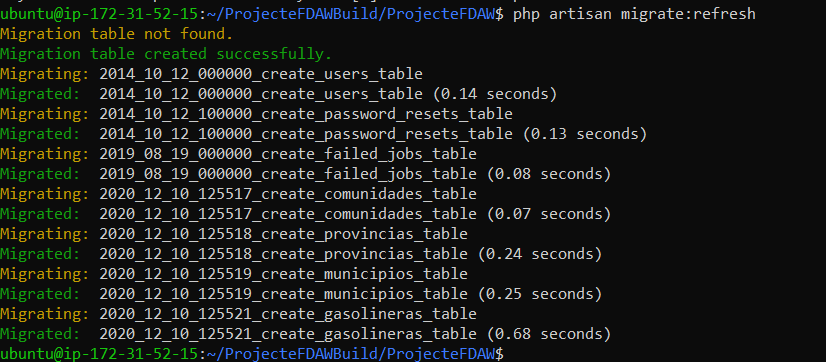 ubuntu@ip-172-31-52-15:~/ProjecteFDAWBuild/ProjecteFDAW$ php artisan migrate:refresh
Migration table not found.
Migration table created successfully.
Migrating: 2014_10_12_000000_create_users_table
Migrated:  2014_10_12_000000_create_users_table (0.14 seconds)
Migrating: 2014_10_12_100000_create_password_resets_table
Migrated:  2014_10_12_100000_create_password_resets_table (0.13 seconds)
Migrating: 2019_08_19_000000_create_failed_jobs_table
Migrated:  2019_08_19_000000_create_failed_jobs_table (0.08 seconds)
Migrating: 2020_12_10_125517_create_comunidades_table
Migrated:  2020_12_10_125517_create_comunidades_table (0.07 seconds)
Migrating: 2020_12_10_125518_create_provincias_table
Migrated:  2020_12_10_125518_create_provincias_table (0.24 seconds)
Migrating: 2020_12_10_125519_create_municipios_table
Migrated:  2020_12_10_125519_create_municipios_table (0.25 seconds)
Migrating: 2020_12_10_125521_create_gasolineras_table
Migrated:  2020_12_10_125521_create_gasolineras_table (0.68 seconds)
ubuntu@ip-172-31-52-15:~/ProjecteFDAWBuild/ProjecteFDAW$